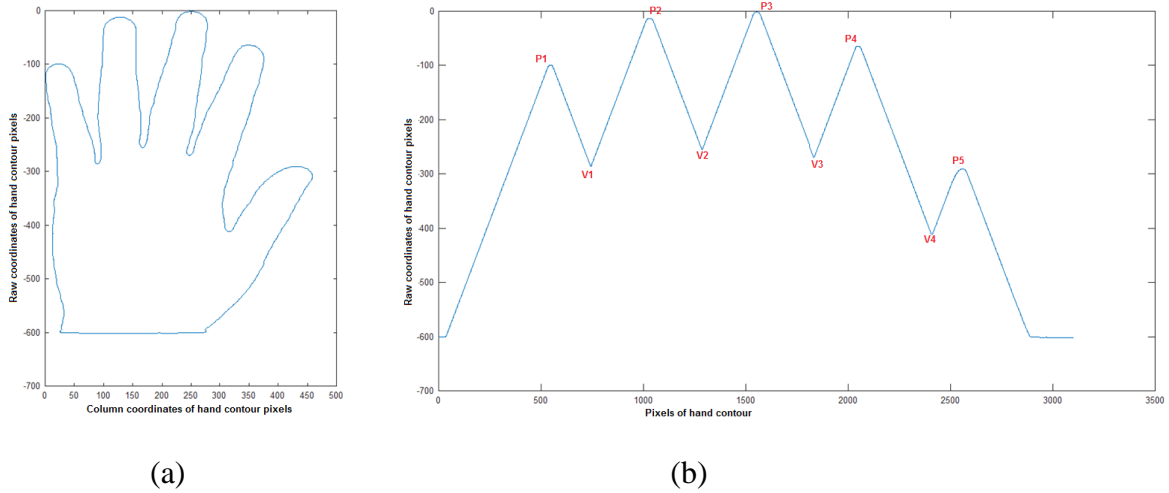 0
-100
-200
-300
-400
-500
-600
-700
0 50 100 150 200 250 300 350 400 450 500
Raw coordinates of hand contour pixels
Column coordinates of hand contour pixels
(a)
0
-100
-200
-300
-400
-500
-600
-700
0 500 1000 1500 2000 2500 3000 3500
Raw coordinates of hand contour pixels
Pixels of hand contour
P1
P2
P3
P4
P5
V1
V2
V3
V4
(b)